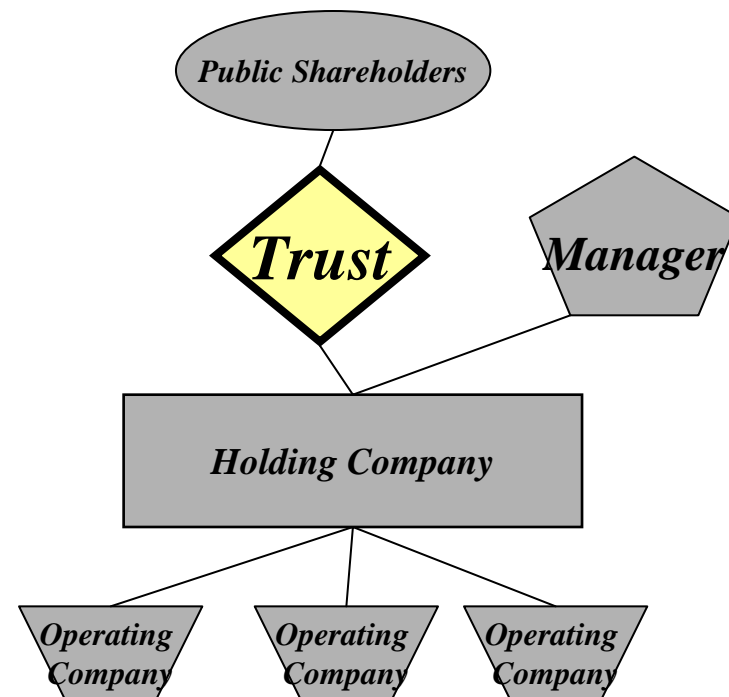 Public Shareholders
Trust
Manager
Holding Company
Operating
Company
Operating
Company
Operating
Company